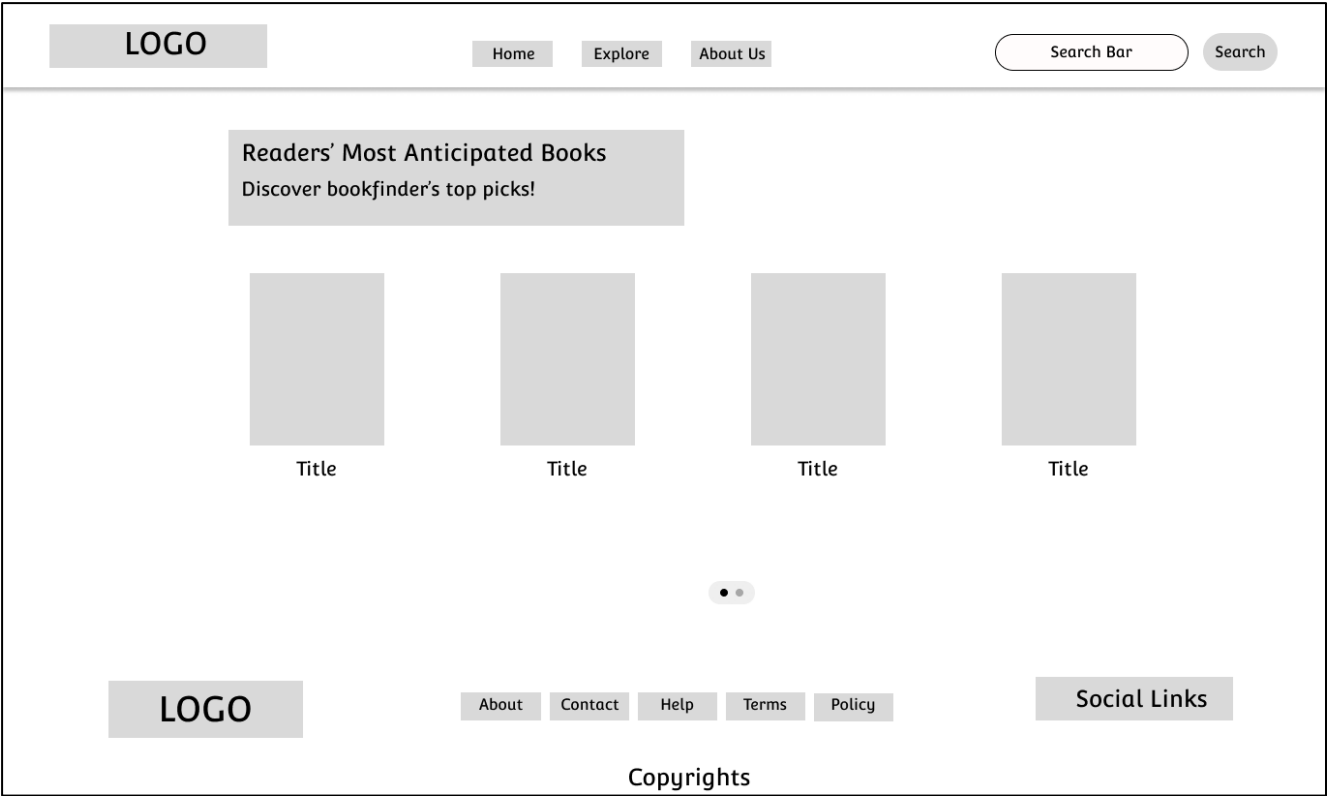 LOGO
Home Explore About Us
Search Bar Search
Readers’ Most Anticipated Books
Discover bookfinder’s top picks!
Title Title Title Title
LOGO
About Contact Help Terms Policy
Social Links
Copyrights